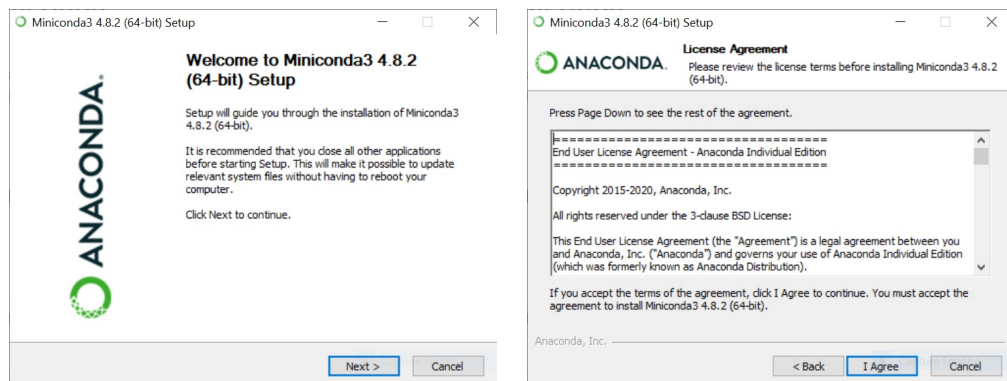 Miniconda3 4.8.2 (64-bit) Setup
ANACONDA.
Welcome to Miniconda3 4.8.2
(64-bit) Setup
Setup will guide you through the installation of Miniconda3
4.8.2 (64-bit).
It is recommended that you close all other applications
before starting Setup. This will make it possible to update
relevant system files without having to reboot your
computer.
Click Next to continue.
Next >
Cancel
Miniconda3 4.8.2 (64-bit) Setup
ANACONDA.
License Agreement
Please review the license terms before installing Miniconda3 4.8.2
(64-bit).
Press Page Down to see the rest of the agreement.
====================================
End User License Agreement - Anaconda Individual Edition
====================================
Copyright 2015-2020, Anaconda, Inc.
All rights reserved under the 3-clause BSD License:
This End User License Agreement (the "Agreement") is a legal agreement between you
and Anaconda, Inc. ("Anaconda") and governs your use of Anaconda Individual Edition
(which was formerly known as Anaconda Distribution).
If you accept the terms of the agreement, click I Agree to continue. You must accept the
agreement to install Miniconda3 4.8.2 (64-bit).
Anaconda, Inc.
< Back
I Agree
Cancel